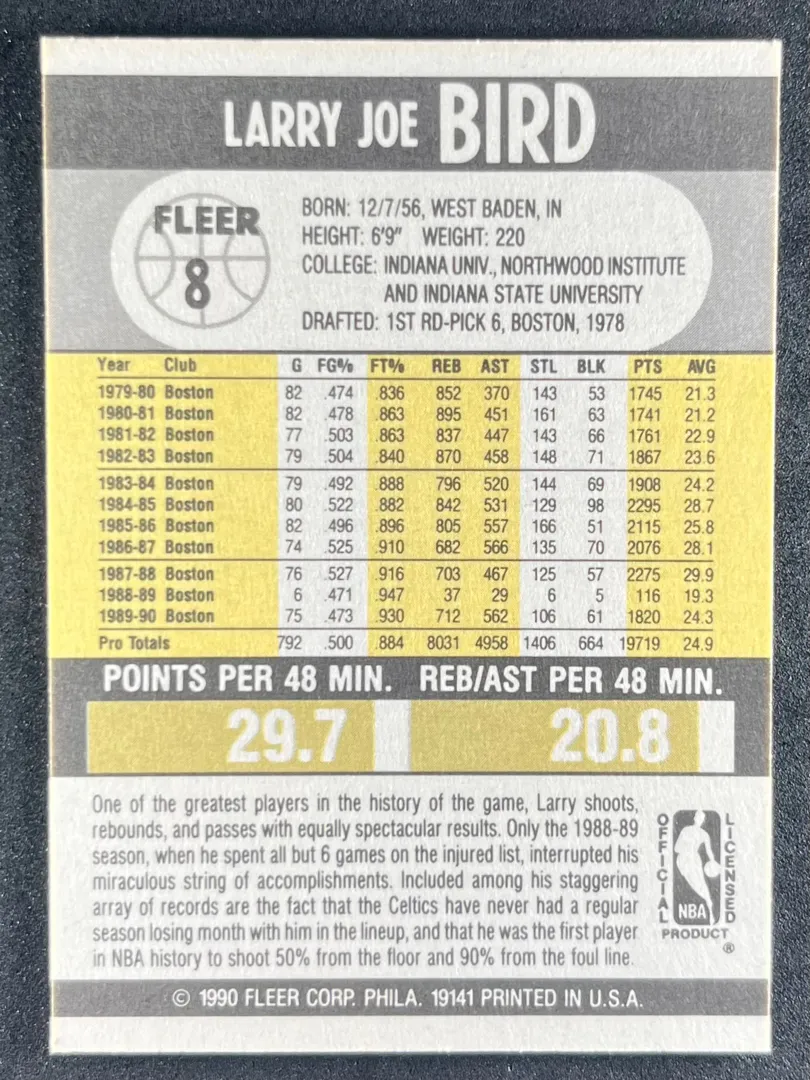 LARRY JOE BIRD
FLEER
8
BORN: 12/7/56, WEST BADEN, IN
HEIGHT: 6'9" WEIGHT: 220
COLLEGE: INDIANA UNIV., NORTHWOOD INSTITUTE
AND INDIANA STATE UNIVERSITY
DRAFTED: 1ST RD-PICK 6, BOSTON, 1978
Year Club G FG% FT% REB AST STL BLK PTS AVG
1979-80 Boston 82 .474 .836 852 370 143 53 1745 21.3
1980-81 Boston 82 .478 .863 895 451 161 63 1741 21.2
1981-82 Boston 77 .503 .863 837 447 143 66 1761 22.9
1982-83 Boston 79 .504 .840 870 458 148 71 1867 23.6
1983-84 Boston 79 .492 .888 796 520 144 69 1908 24.2
1984-85 Boston 80 .522 .882 842 531 129 98 2295 28.7
1985-86 Boston 82 .496 .896 805 557 166 51 2115 25.8
1986-87 Boston 74 .525 .910 682 566 135 70 2076 28.1
1987-88 Boston 76 .527 .916 703 467 125 57 2275 29.9
1988-89 Boston 6 .471 .947 37 29 6 5 116 19.3
1989-90 Boston 75 .473 .930 712 562 106 61 1820 24.3
Pro Totals 792 .500 .884 8031 4958 1406 664 19719 24.9
POINTS PER 48 MIN. REB/AST PER 48 MIN.
29.7 20.8
One of the greatest players in the history of the game, Larry shoots,
rebounds, and passes with equally spectacular results. Only the 1988-89
season, when he spent all but 6 games on the injured list, interrupted his
miraculous string of accomplishments. Included among his staggering
array of records are the fact that the Celtics have never had a regular
season losing month with him in the lineup, and that he was the first player
in NBA history to shoot 50% from the floor and 90% from the foul line.
OFFICIAL
LICENSED
NBA
PRODUCT
®
© 1990 FLEER CORP. PHILA. 19141 PRINTED IN U.S.A.